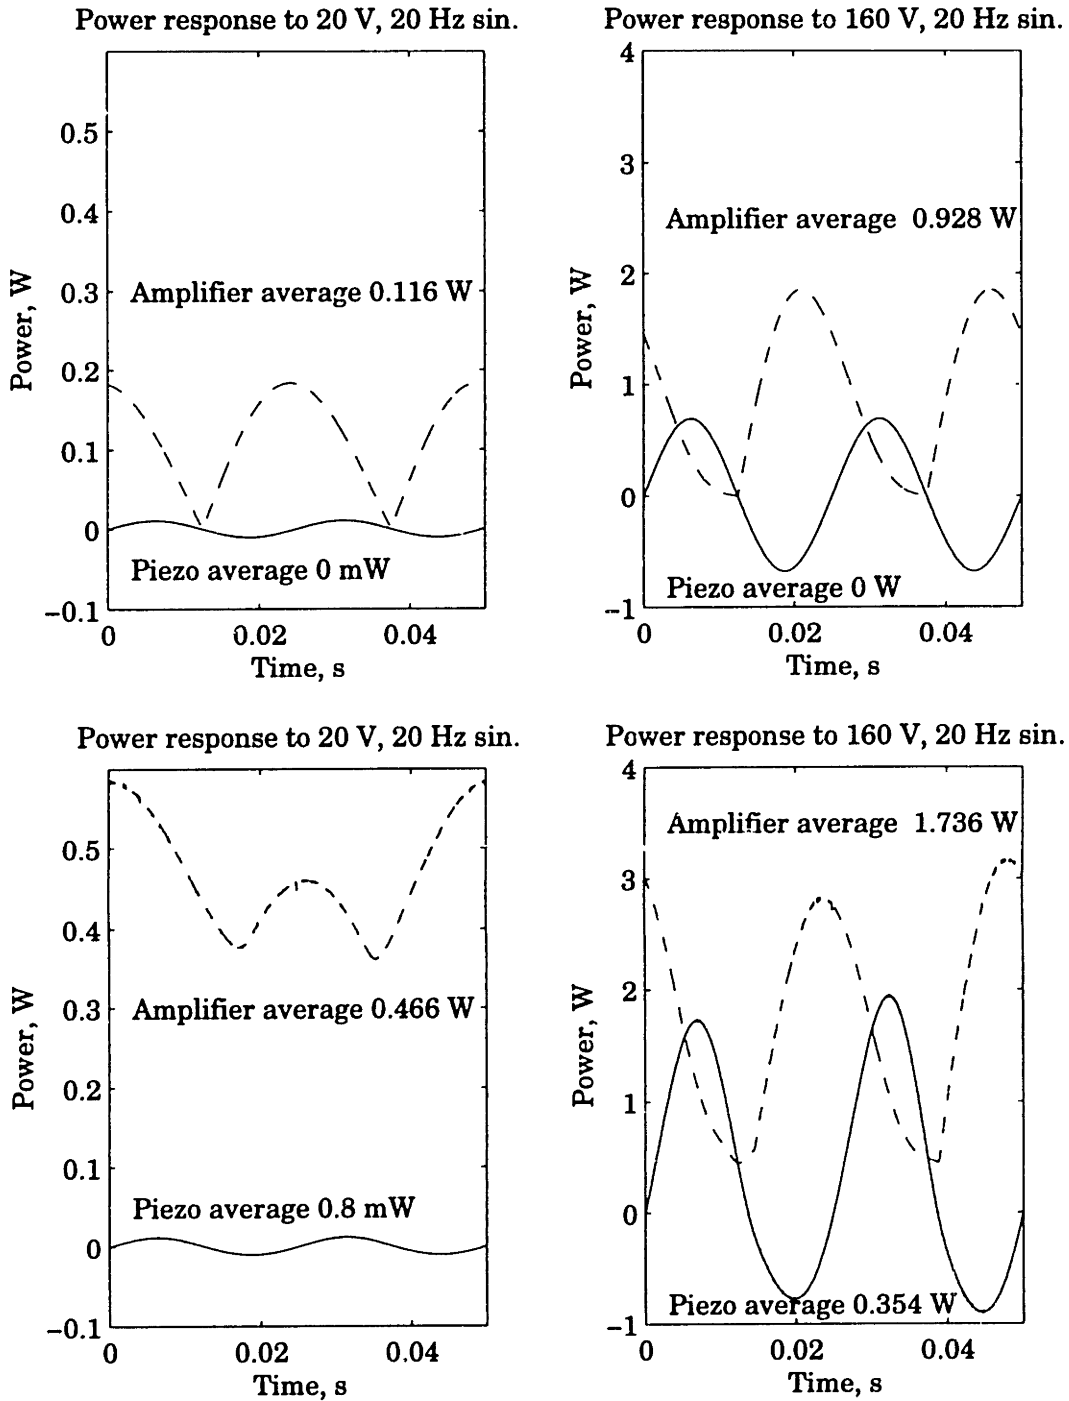 Power response to 20 V, 20 Hz sin.
0.5
0.4
0.3
0.2
0.1
0
−0.1
Power, W
Amplifier average 0.116 W
Piezo average 0 mW
0
0.02
0.04
Time, s
Power response to 160 V, 20 Hz sin.
4
3
2
1
0
−1
Power, W
Amplifier average 0.928 W
Piezo average 0 W
0
0.02
0.04
Time, s
Power response to 20 V, 20 Hz sin.
0.5
0.4
0.3
0.2
0.1
0
−0.1
Power, W
Amplifier average 0.466 W
Piezo average 0.8 mW
0
0.02
0.04
Time, s
Power response to 160 V, 20 Hz sin.
4
3
2
1
0
−1
Power, W
Amplifier average 1.736 W
Piezo average 0.354 W
0
0.02
0.04
Time, s